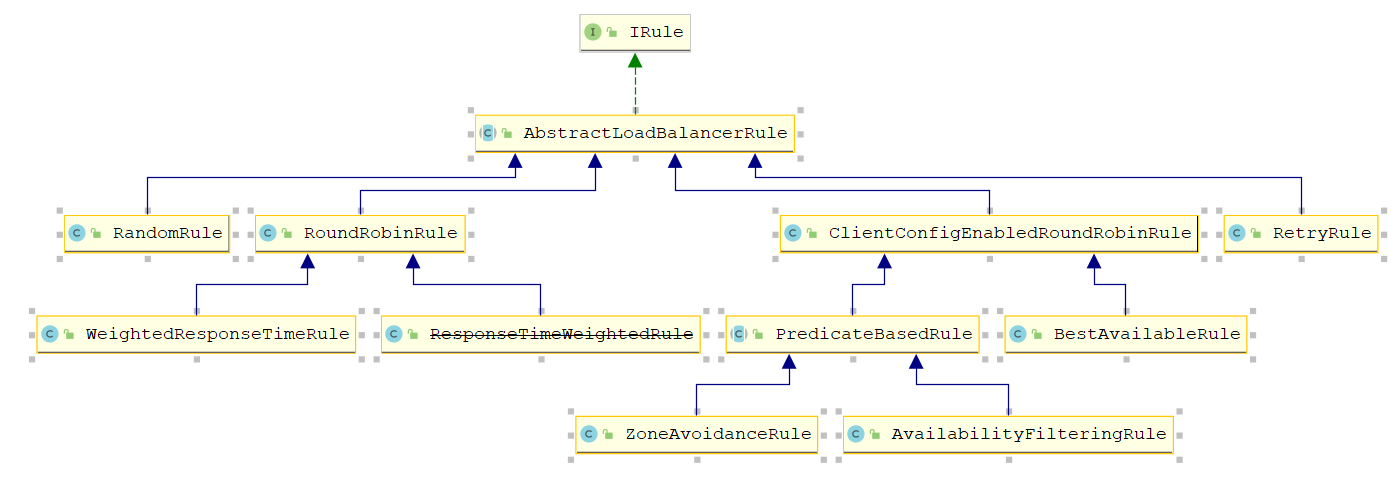 IRule
AbstractLoadBalancerRule
RandomRule
RoundRobinRule
ClientConfigEnabledRoundRobinRule
RetryRule
WeightedResponseTimeRule
ResponseTimeWeightedRule
PredicateBasedRule
BestAvailableRule
ZoneAvoidanceRule
AvailabilityFilteringRule